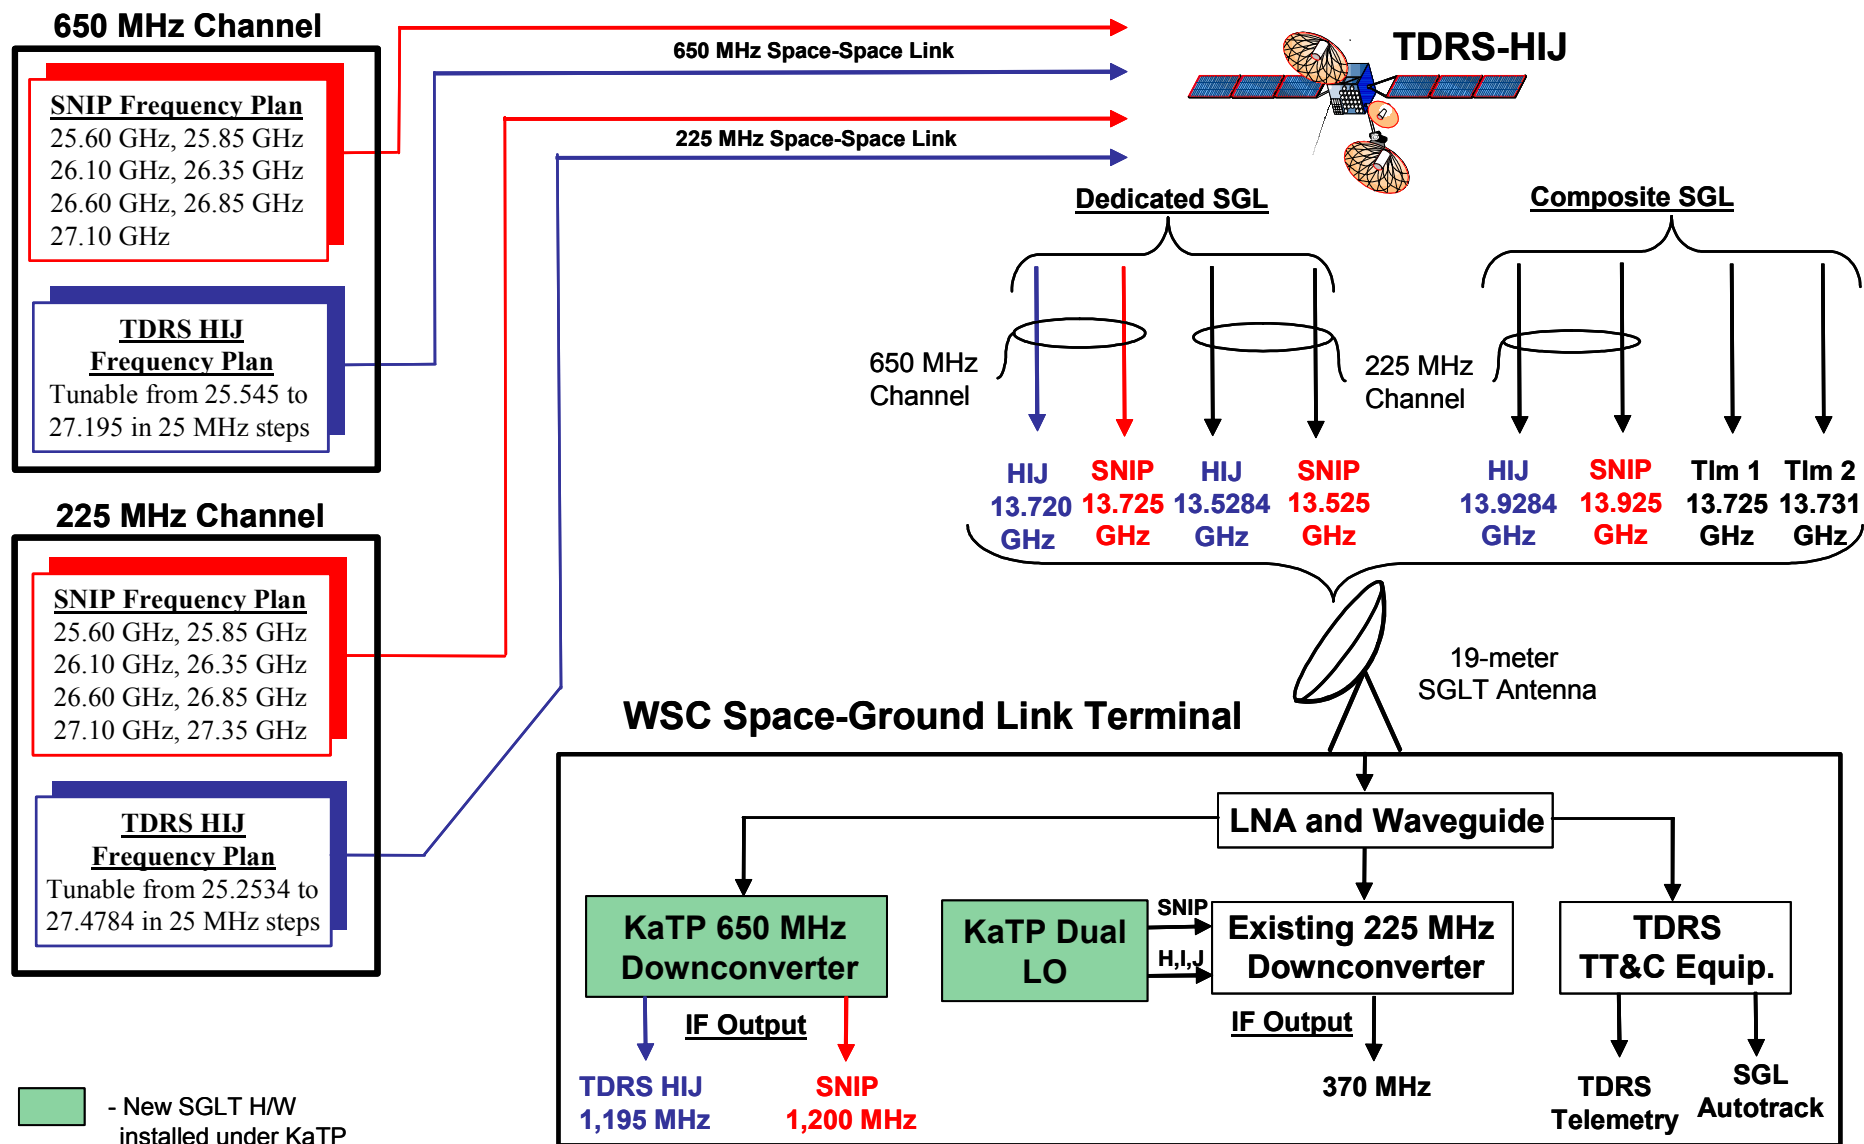 650 MHz Channel
SNIP Frequency Plan
25.60 GHz, 25.85 GHz
26.10 GHz, 26.35 GHz
26.60 GHz, 26.85 GHz
27.10 GHz
TDRS HIJ
Frequency Plan
Tunable from 25.545 to
27.195 in 25 MHz steps
225 MHz Channel
SNIP Frequency Plan
25.60 GHz, 25.85 GHz
26.10 GHz, 26.35 GHz
26.60 GHz, 26.85 GHz
27.10 GHz, 27.35 GHz
TDRS HIJ
Frequency Plan
Tunable from 25.2534 to
27.4784 in 25 MHz steps
650 MHz Space-Space Link
225 MHz Space-Space Link
TDRS-HIJ
Dedicated SGL
Composite SGL
650 MHz
Channel
225 MHz
Channel
HIJ
13.720
GHz
SNIP
13.725
GHz
HIJ
13.5284
GHz
SNIP
13.525
GHz
HIJ
13.9284
GHz
SNIP
13.925
GHz
Tlm 1
13.725
GHz
Tlm 2
13.731
GHz
19-meter
SGLT Antenna
WSC Space-Ground Link Terminal
LNA and Waveguide
KaTP 650 MHz
Downconverter
KaTP Dual
LO
SNIP
H,I,J
Existing 225 MHz
Downconverter
TDRS
TT&C Equip.
IF Output
IF Output
TDRS HIJ
1,195 MHz
SNIP
1,200 MHz
370 MHz
TDRS
Telemetry
SGL
Autotrack
- New SGLT H/W
installed under KaTP